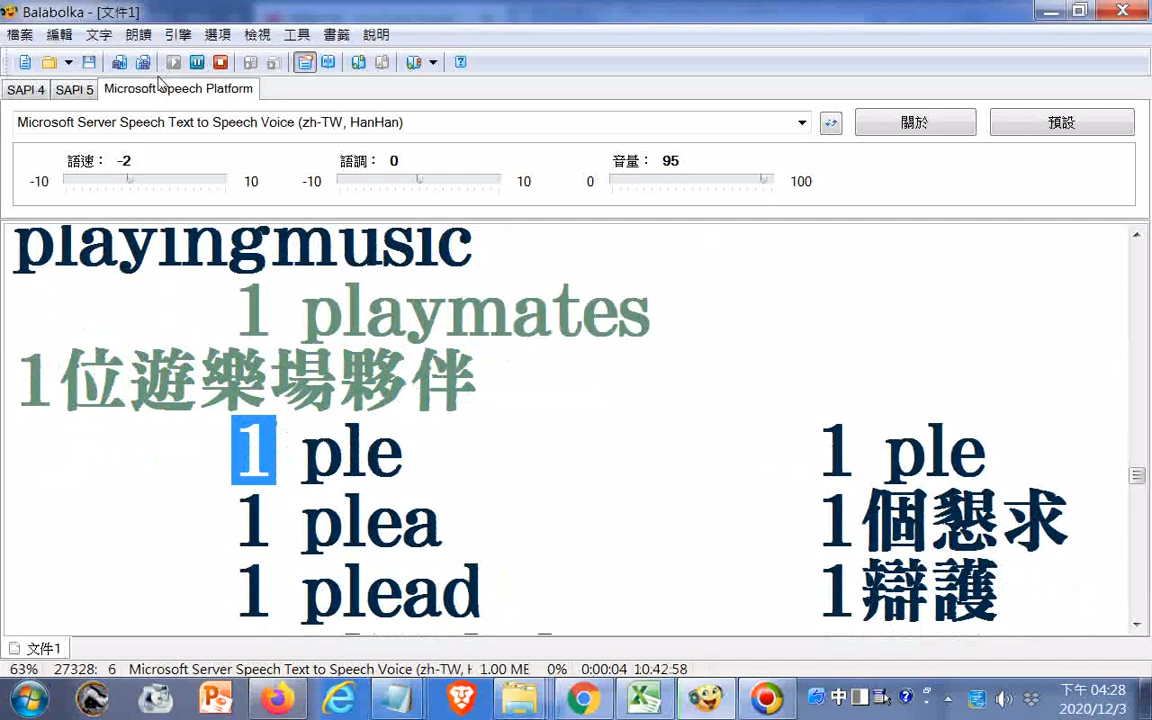 Balabolka - [文件1]
檔案 編輯 文字 朗讀 引擎 選項 檢視 工具 書籤 說明
SAPI 4 SAPI 5 Microsoft Speech Platform
Microsoft Server Speech Text to Speech Voice (zh-TW, HanHan) 關於 預設
語速： -2 語調： 0 音量： 95
-10 10 -10 10 0 100
playingmusic
1 playmates
1位遊樂場夥伴
1 ple 1 ple
1 plea 1個懇求
1 plead 1辯護
文件1
63% 27328: 6 Microsoft Server Speech Text to Speech Voice (zh-TW, H 1.00 ME 0% 0:00:04 10:42:58
中 下午 04:28
2020/12/3